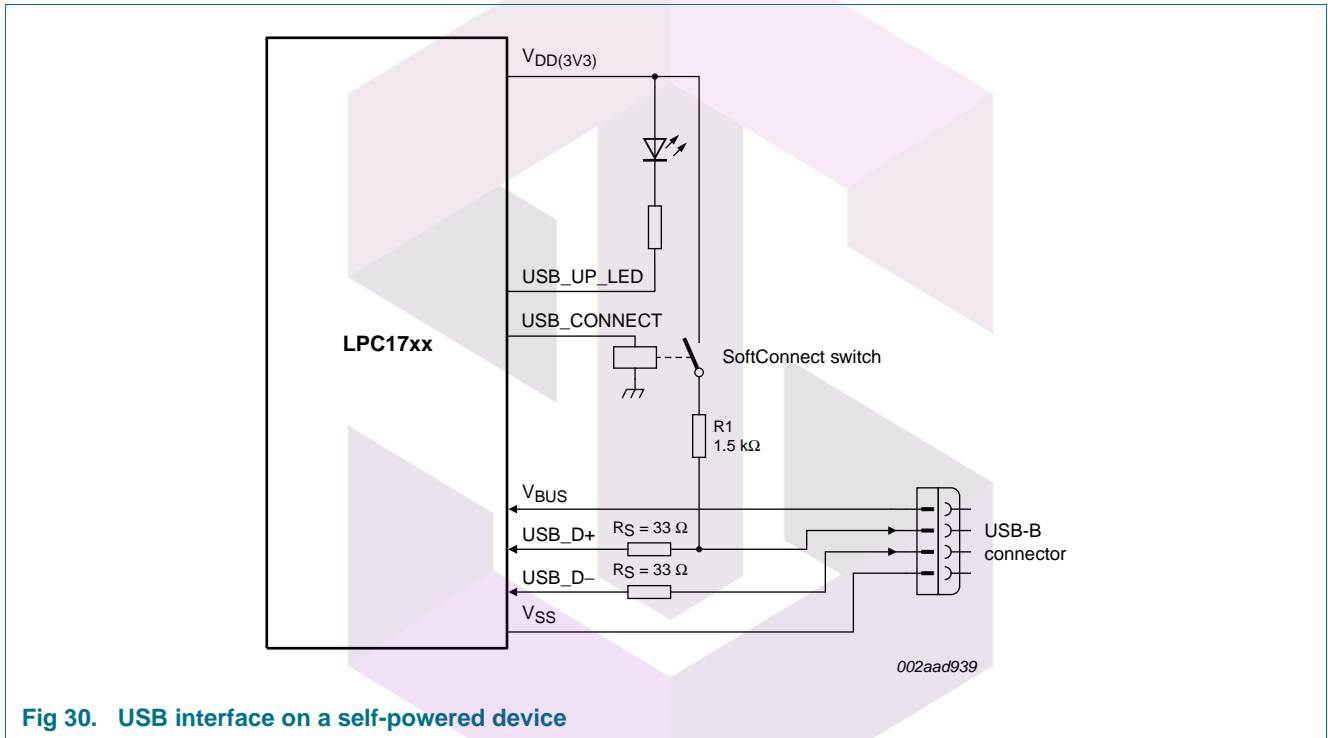 VDD(3V3)
USB_UP_LED
USB_CONNECT
LPC17xx
SoftConnect switch
R1
1.5 kΩ
VBUS
USB_D+
RS = 33 Ω
USB-B
connector
USB_D−
RS = 33 Ω
VSS
002aad939
Fig 30. USB interface on a self-powered device